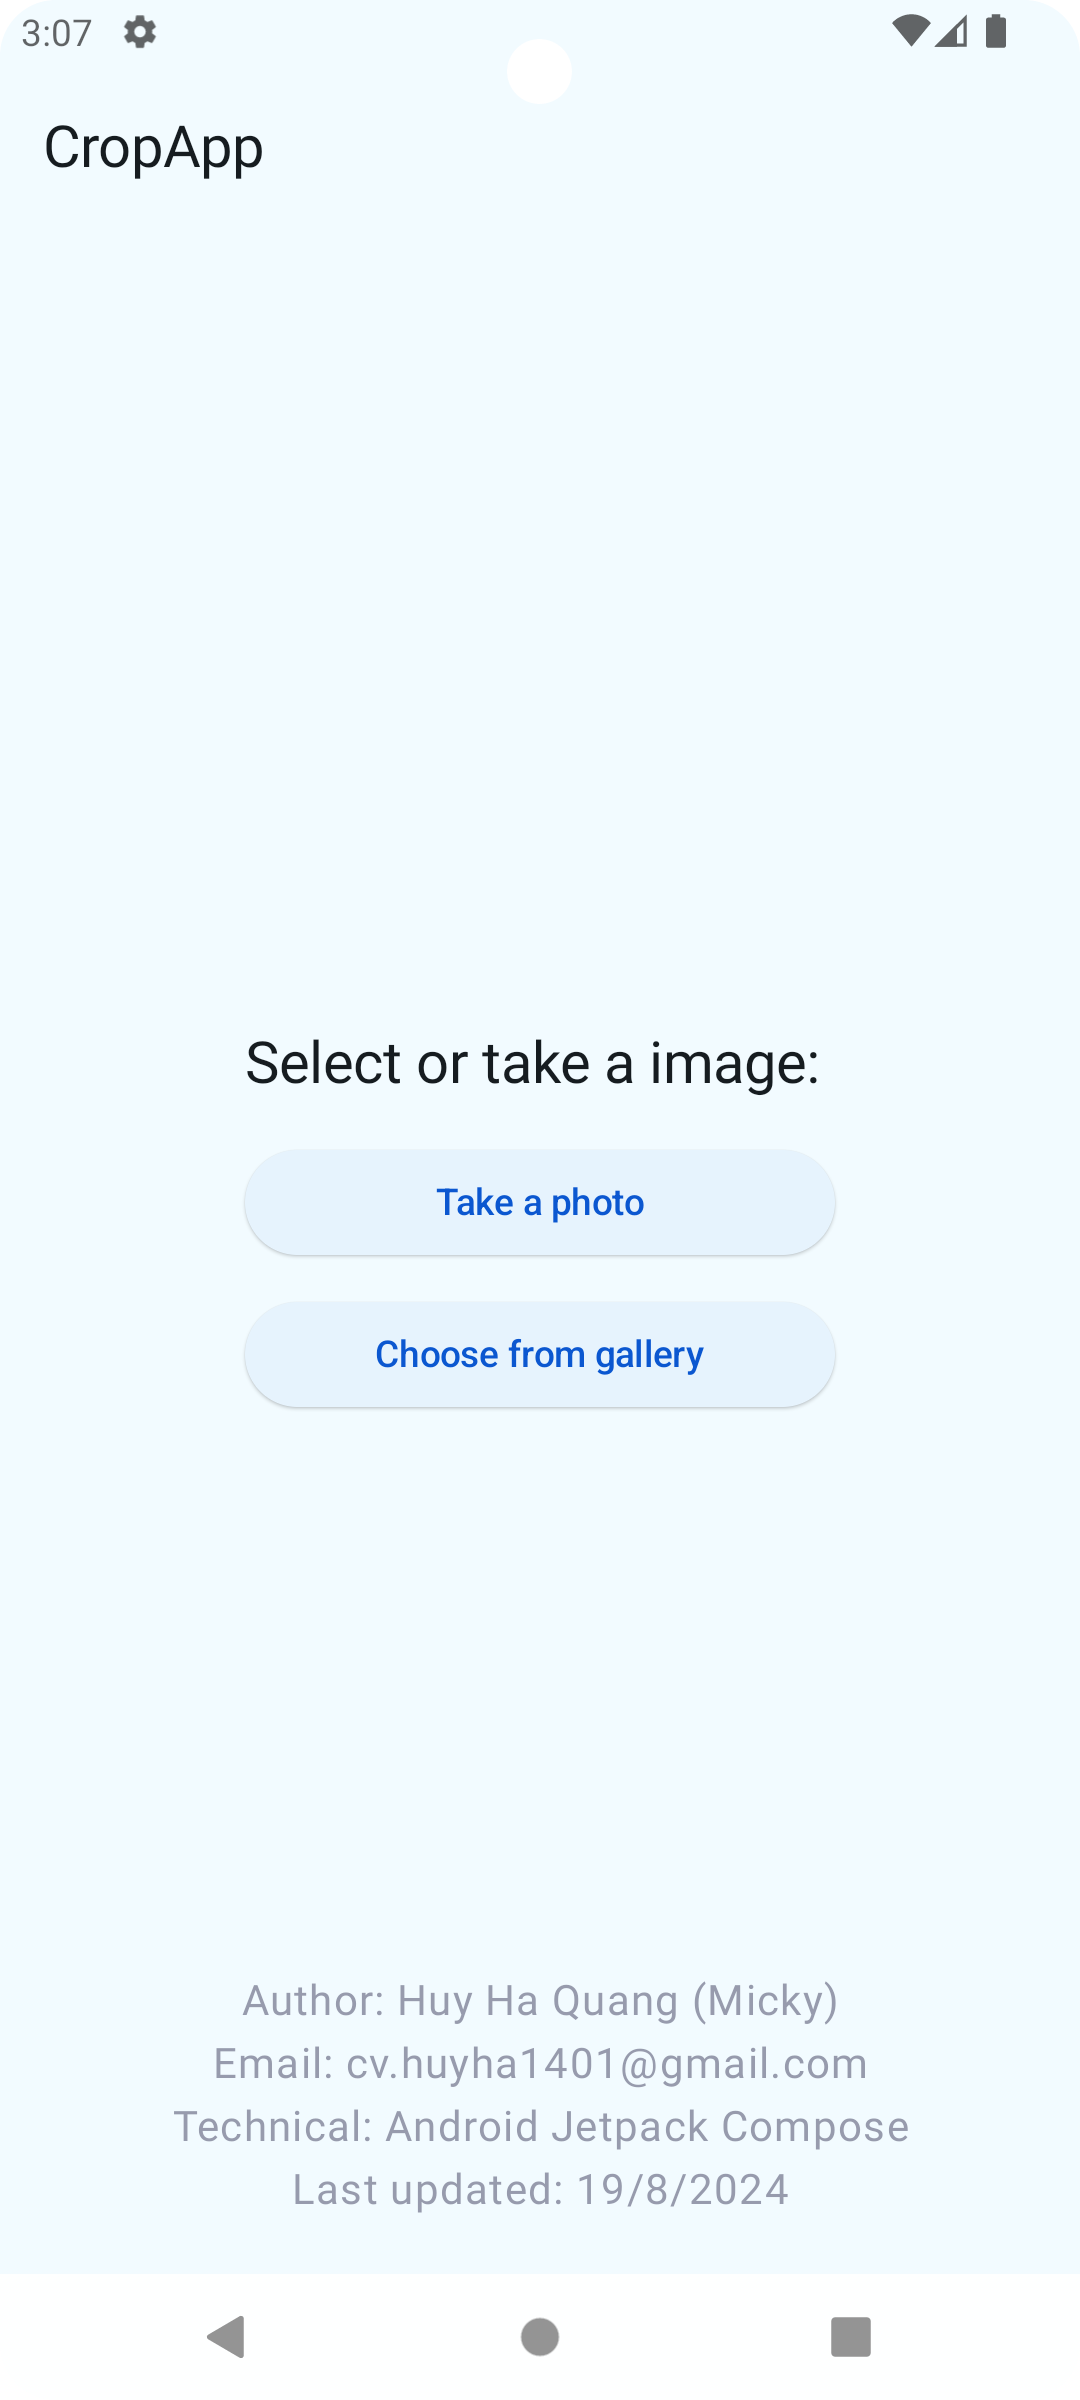 3:07
CropApp
Select or take a image:
Take a photo
Choose from gallery
Author: Huy Ha Quang (Micky)
Email: cv.huyha1401@gmail.com
Technical: Android Jetpack Compose
Last updated: 19/8/2024